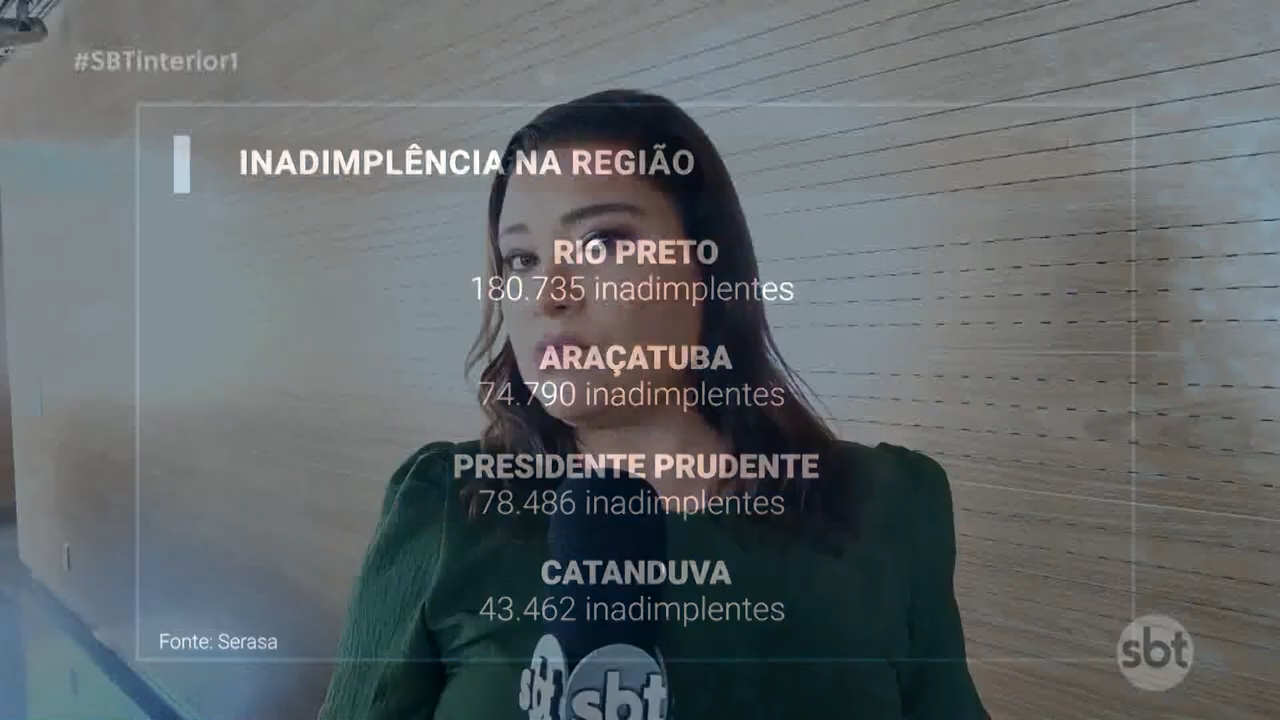 #SBTinterior1
INADIMPLÊNCIA NA REGIÃO
RIO PRETO
180.735 inadimplentes
ARAÇATUBA
74.790 inadimplentes
PRESIDENTE PRUDENTE
78.486 inadimplentes
CATANDUVA
43.462 inadimplentes
Fonte: Serasa
sbt
sbt
sbt